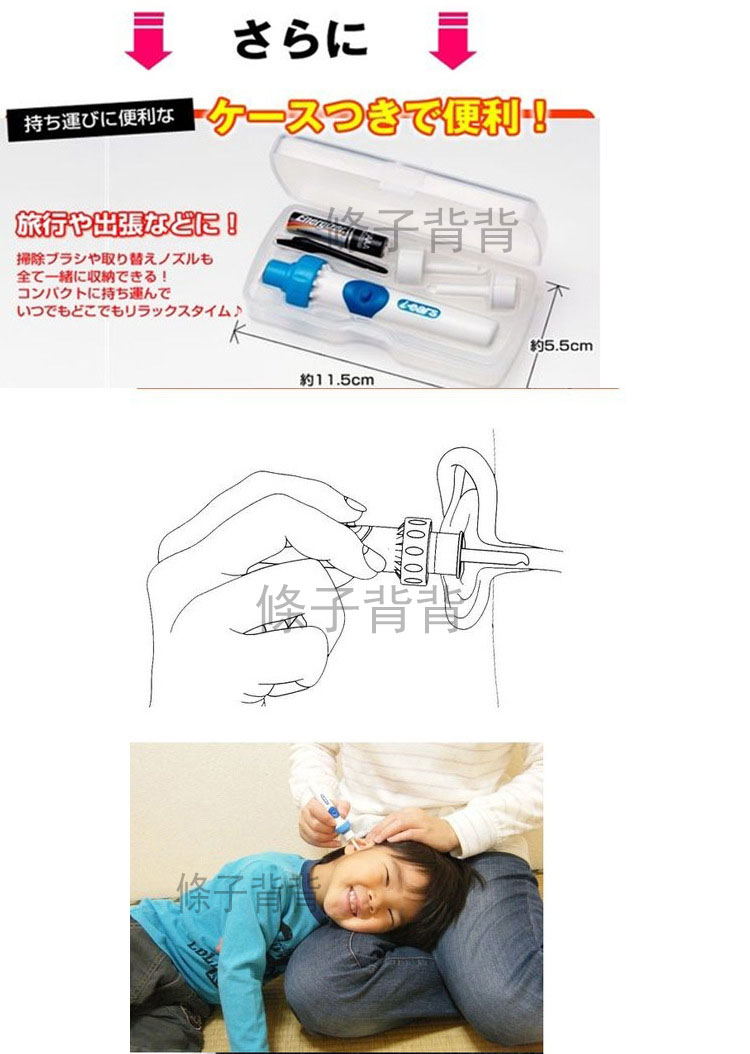 さらに
持ち運びに便利な
ケースつきで便利!
旅行や出張などに!
掃除ブラシや取り替えノズルも
全て一緒に収納できる!
コンパクトに持ち運んで
いつでもどこでもリラックスタイム♪
Energizer
條子背背
約5.5cm
約11.5cm
條子背背
條子背背